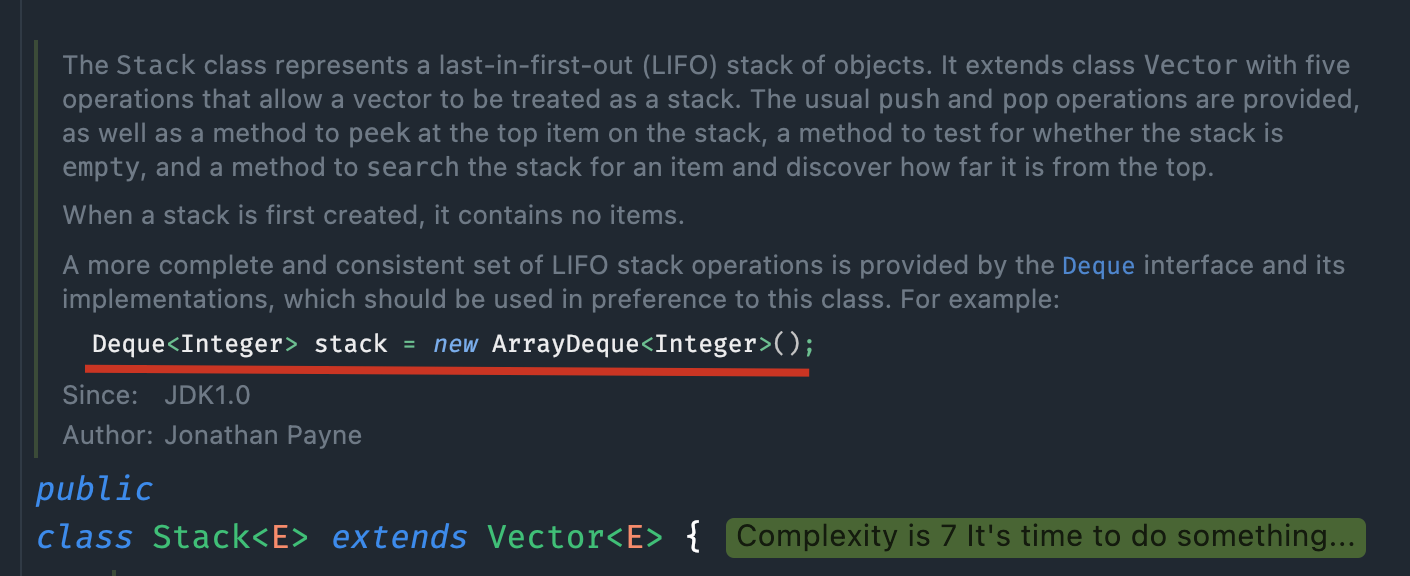 The Stack class represents a last-in-first-out (LIFO) stack of objects. It extends class Vector with five
operations that allow a vector to be treated as a stack. The usual push and pop operations are provided,
as well as a method to peek at the top item on the stack, a method to test for whether the stack is
empty, and a method to search the stack for an item and discover how far it is from the top.
When a stack is first created, it contains no items.
A more complete and consistent set of LIFO stack operations is provided by the Deque interface and its
implementations, which should be used in preference to this class. For example:
Deque<Integer> stack = new ArrayDeque<Integer>();
Since: JDK1.0
Author: Jonathan Payne
public
class Stack<E> extends Vector<E> { Complexity is 7 It's time to do something...